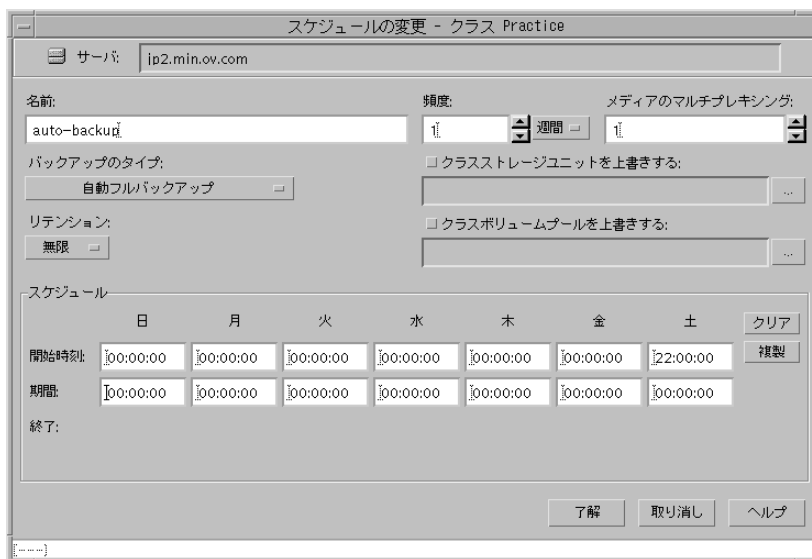 スケジュールの変更 - クラス Practice
サーバ: ip2.min.ov.com
名前: 頻度: メディアのマルチプレキシング:
auto-backup 1 週間 1
バックアップのタイプ: クラスストレージユニットを上書きする:
自動フルバックアップ ...
リテンション: クラスボリュームプールを上書きする:
無限 ...
スケジュール
日 月 火 水 木 金 土 クリア
開始時刻: 00:00:00 00:00:00 00:00:00 00:00:00 00:00:00 00:00:00 22:00:00 複製
期間: 00:00:00 00:00:00 00:00:00 00:00:00 00:00:00 00:00:00 00:00:00
終了:
了解 取り消し ヘルプ
[---]